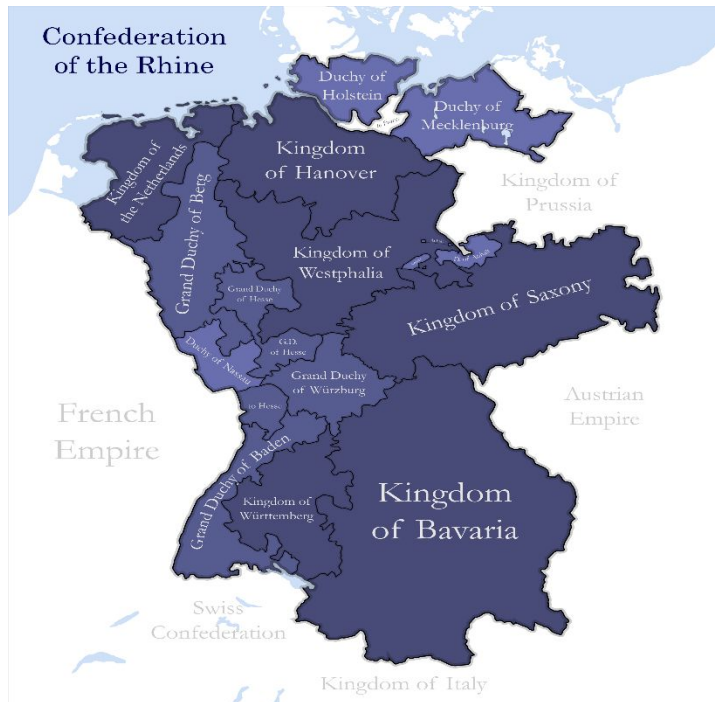 Confederation
of the Rhine
Duchy of
Holstein
Duchy of
Mecklenburg
Kingdom of
the Netherlands
Kingdom
of Hanover
Kingdom of
Prussia
Grand Duchy of Berg
Kingdom of
Westphalia
Grand Duchy
of Hesse
Kingdom of Saxony
Duchy of Nassau
G.D.
of Hesse
Grand Duchy
of Würzburg
to Hesse
French
Empire
Austrian
Empire
Grand Duchy of Baden
Kingdom of
Württemberg
Kingdom
of Bavaria
Swiss
Confederation
Kingdom of Italy